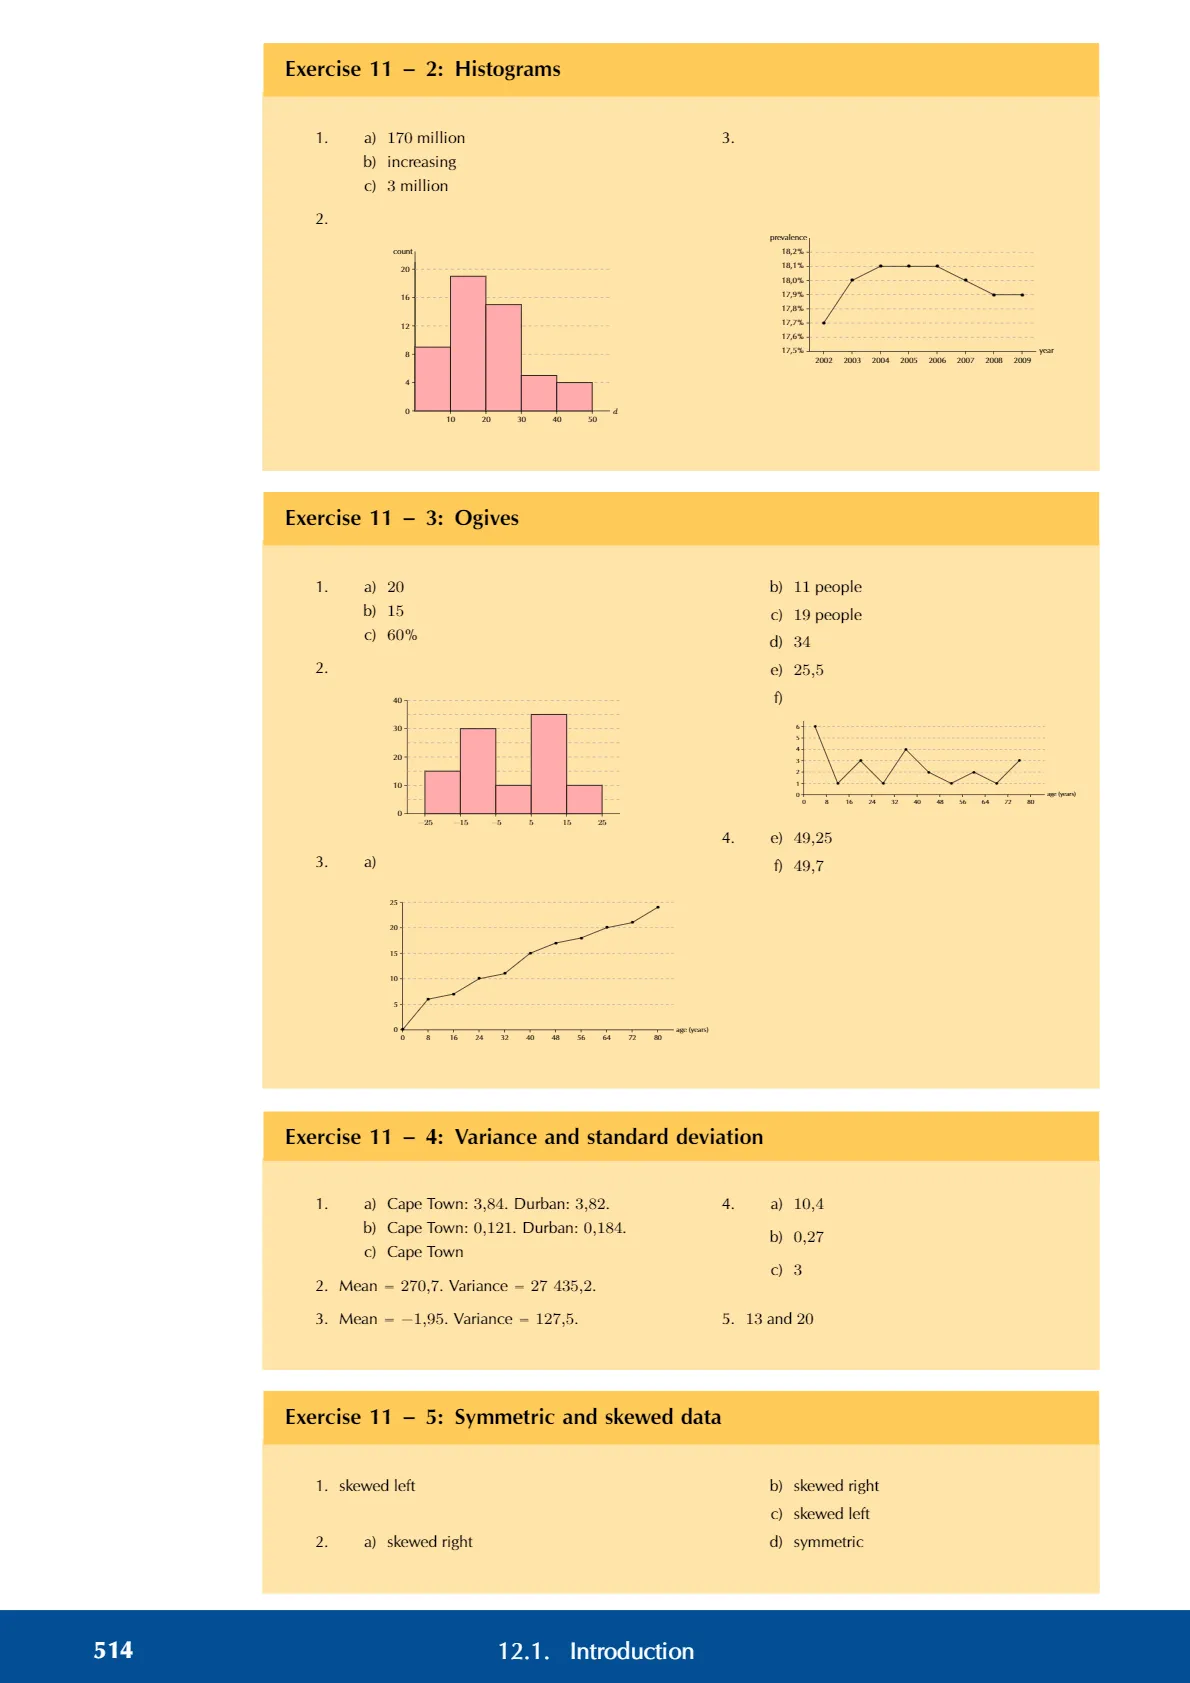 Exercise 11 – 2: Histograms
1. a) 170 million
b) increasing
c) 3 million
2.
count
20
16
12
8
4
0
10 20 30 40 50
d
3.
prevalence
18,2%
18,1%
18,0%
17,9%
17,8%
17,7%
17,6%
17,5%
year
2002 2003 2004 2005 2006 2007 2008 2009
Exercise 11 – 3: Ogives
1. a) 20
b) 15
c) 60%
2.
40
30
20
10
0
−25 −15 −5 5 15 25
3. a)
25
20
15
10
5
0
age (years)
0 8 16 24 32 40 48 56 64 72 80
b) 11 people
c) 19 people
d) 34
e) 25,5
f)
6
5
4
3
2
1
0
age (years)
0 8 16 24 32 40 48 56 64 72 80
4. e) 49,25
f) 49,7
Exercise 11 – 4: Variance and standard deviation
1. a) Cape Town: 3,84. Durban: 3,82.
b) Cape Town: 0,121. Durban: 0,184.
c) Cape Town
2. Mean = 270,7. Variance = 27 435,2.
3. Mean = −1,95. Variance = 127,5.
4. a) 10,4
b) 0,27
c) 3
5. 13 and 20
Exercise 11 – 5: Symmetric and skewed data
1. skewed left
2. a) skewed right
b) skewed right
c) skewed left
d) symmetric
514
12.1. Introduction